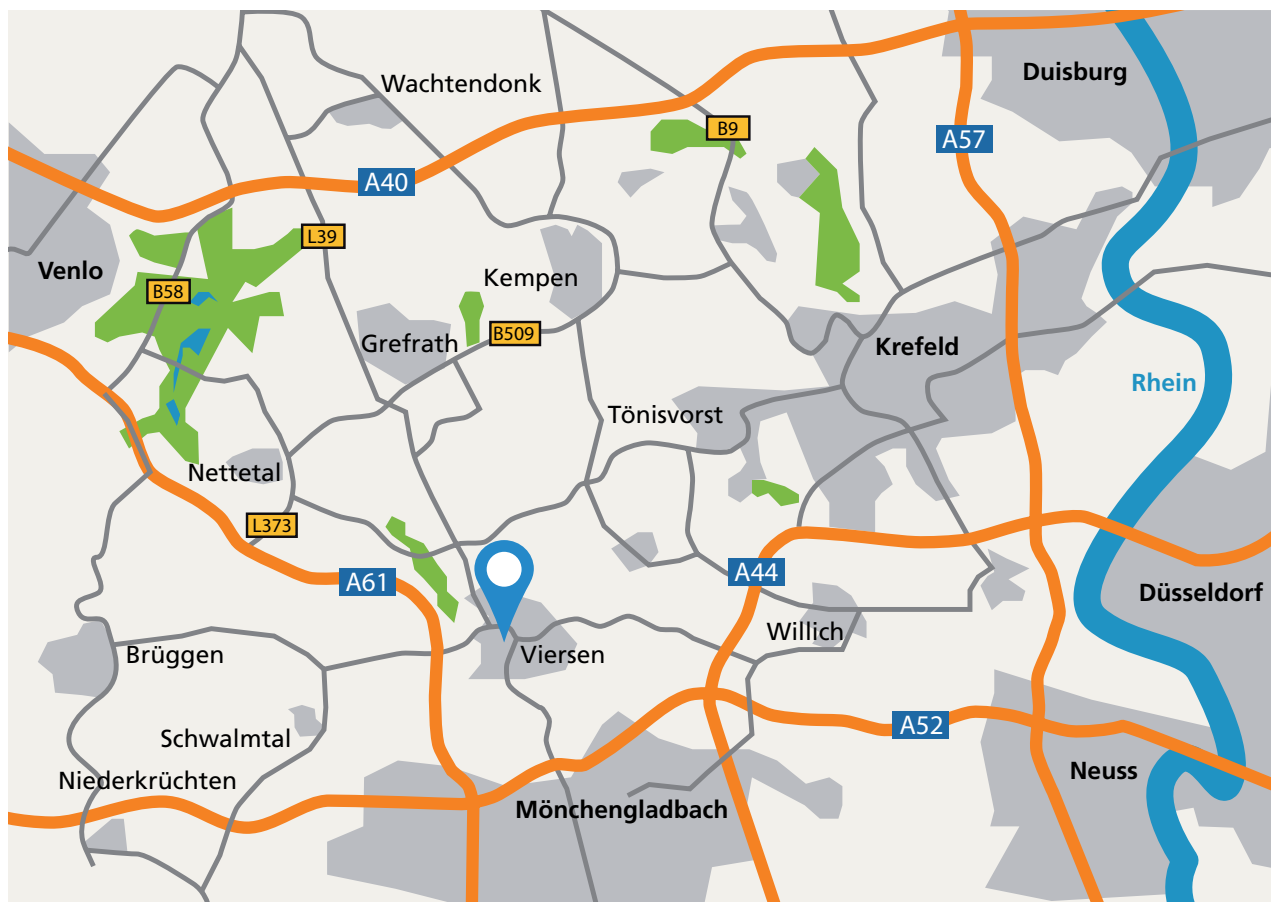 Duisburg
Wachtendonk
B9
A57
A40
L39
Venlo
Kempen
B58
B509
Grefrath
Krefeld
Rhein
Tönisvorst
Nettetal
L373
A61
A44
Düsseldorf
Willich
Brüggen
Viersen
A52
Schwalmtal
Neuss
Niederkrüchten
Mönchengladbach